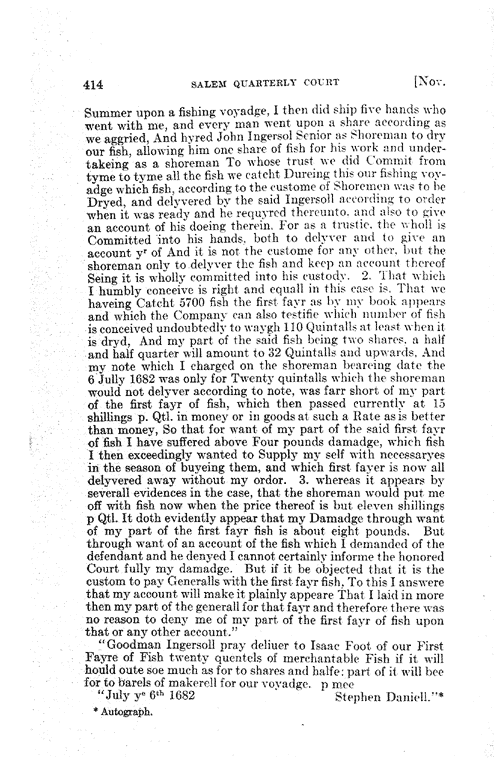 414 SALEM QUARTERLY COURT [Nov.
Summer upon a fishing voyadge, I then did ship five hands who
went with me, and every man went upon a share according as
we aggried, And hyred John Ingersol Senior as Shoreman to dry
our fish, allowing him one share of fish for his work and under-
takeing as a shoreman To whose trust we did Commit from
tyme to tyme all the fish we catcht Dureing this our fishing voy-
adge which fish, according to the custome of Shoremen was to be
Dryed, and delyvered by the said Ingersoll according to order
when it was ready and he requyred thereunto. and also to give
an account of his doeing therein. For as a trustie. the wholl is
Committed into his hands. both to delyver and to give an
account yr of And it is not the custome for any other. but the
shoreman only to delyver the fish and keep an account thereof
Seing it is wholly committed into his custody. 2. That which
I humbly conceive is right and equall in this case is. That we
haveing Catcht 5700 fish the first fayr as by my book appears
and which the Company can also testifie which number of fish
is conceived undoubtedly to waygh 110 Quintalls at least when it
is dryd, And my part of the said fish being two shares. a half
and half quarter will amount to 32 Quintalls and upwards, And
my note which I charged on the shoreman beareing date the
6 Jully 1682 was only for Twenty quintalls which the shoreman
would not delyver according to note, was farr short of my part
of the first fayr of fish, which then passed currently at 15
shillings p. Qtl. in money or in goods at such a Rate as is better
than money, So that for want of my part of the said first fayr
of fish I have suffered above Four pounds damadge, which fish
I then exceedingly wanted to Supply my self with necessaryes
in the season of buyeing them, and which first fayer is now all
delyvered away without my ordor. 3. whereas it appears by
severall evidences in the case, that the shoreman would put me
off with fish now when the price thereof is but eleven shillings
p Qtl. It doth evidently appear that my Damadge through want
of my part of the first fayr fish is about eight pounds. But
through want of an account of the fish which I demanded of the
defendant and he denyed I cannot certainly informe the honored
Court fully my damadge. But if it be objected that it is the
custom to pay Generalls with the first fayr fish, To this I answere
that my account will make it plainly appeare That I laid in more
then my part of the generall for that fayr and therefore there was
no reason to deny me of my part of the first fayr of fish upon
that or any other account."
"Goodman Ingersoll pray deliuer to Isaac Foot of our First
Fayre of Fish twenty quentels of merchantable Fish if it will
hould oute soe much as for to shares and halfe: part of it will bee
for to barels of makerell for our voyadge. p mee
"July ye 6th 1682 Stephen Daniell."*
* Autograph.